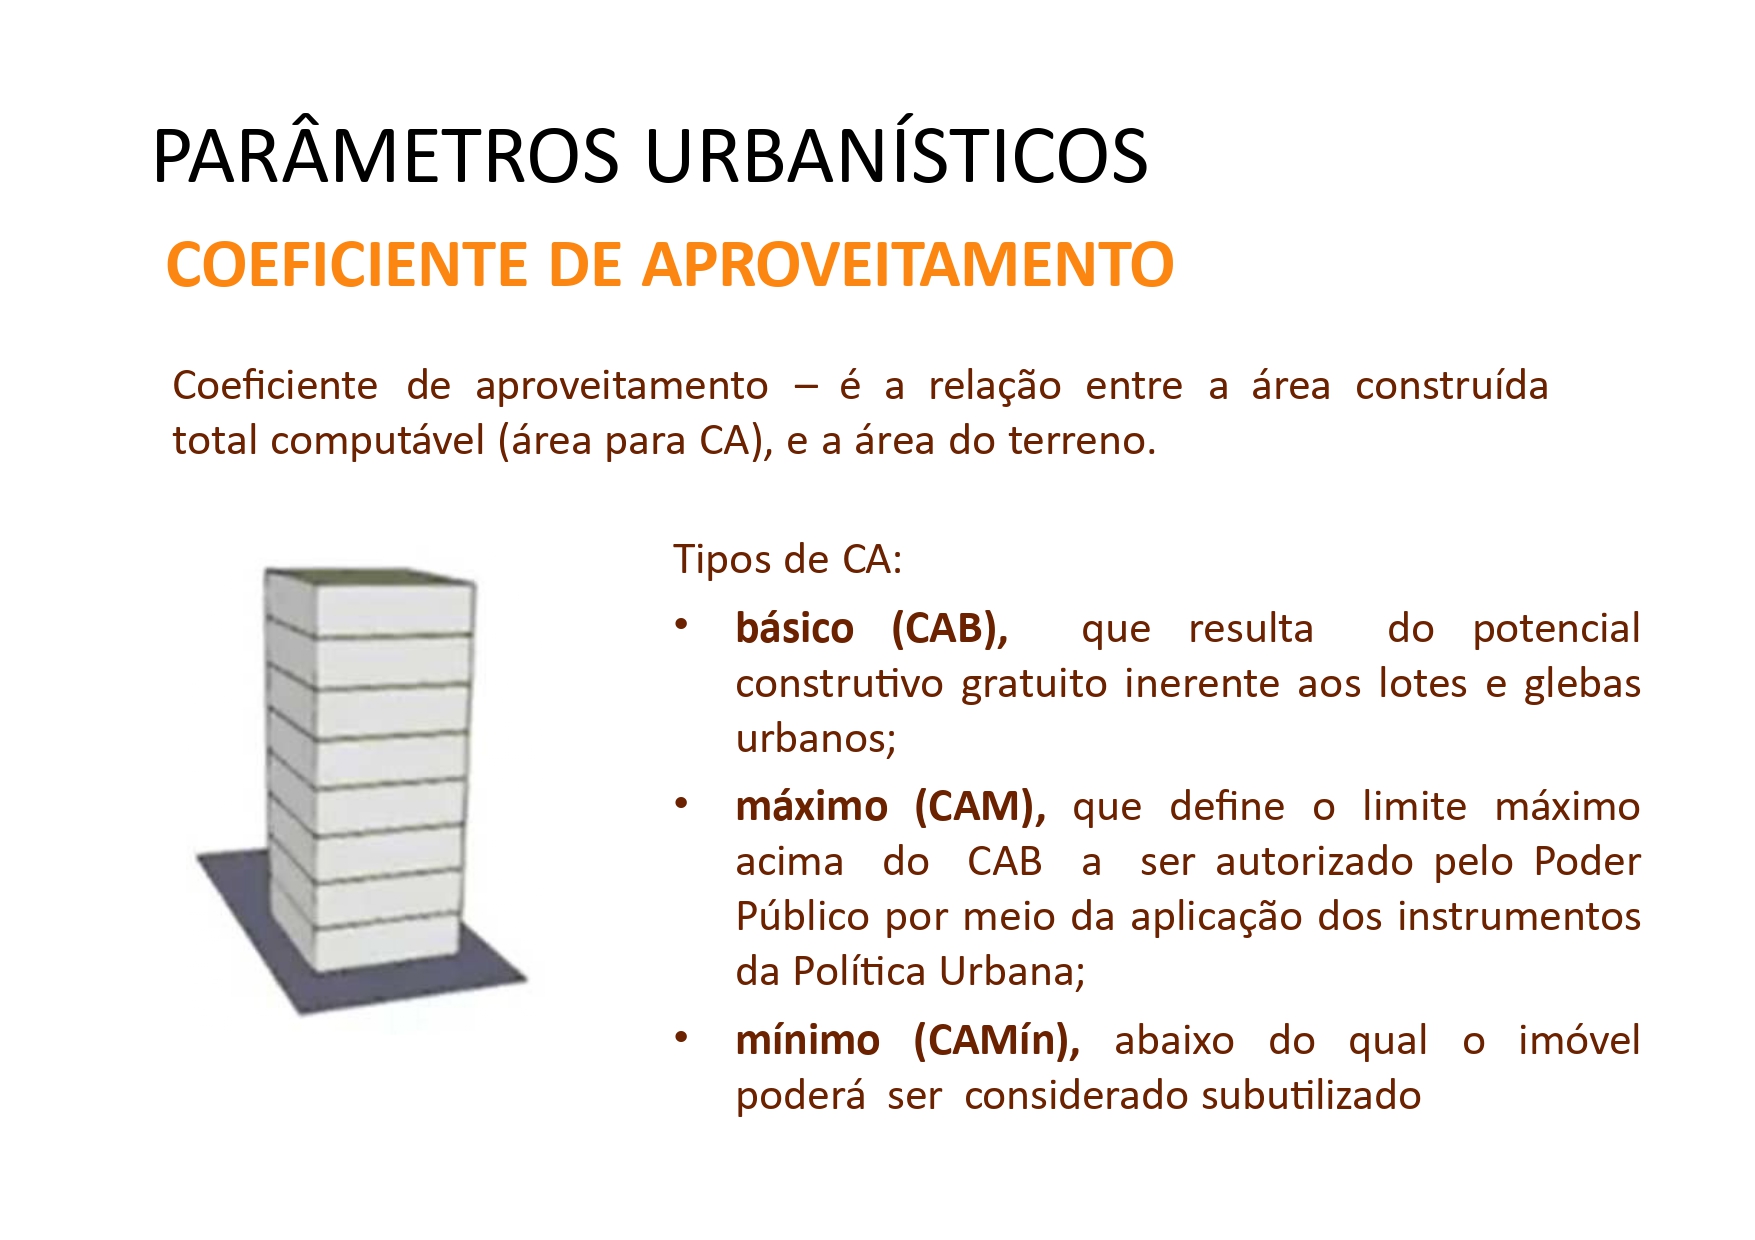 PARÂMETROS URBANÍSTICOS
COEFICIENTE DE APROVEITAMENTO
Coeficiente de aproveitamento – é a relação entre a área construída
total computável (área para CA), e a área do terreno.
Tipos de CA:
• básico (CAB), que resulta do potencial
construtivo gratuito inerente aos lotes e glebas
urbanos;
• máximo (CAM), que define o limite máximo
acima do CAB a ser autorizado pelo Poder
Público por meio da aplicação dos instrumentos
da Política Urbana;
• mínimo (CAMín), abaixo do qual o imóvel
poderá ser considerado subutilizado